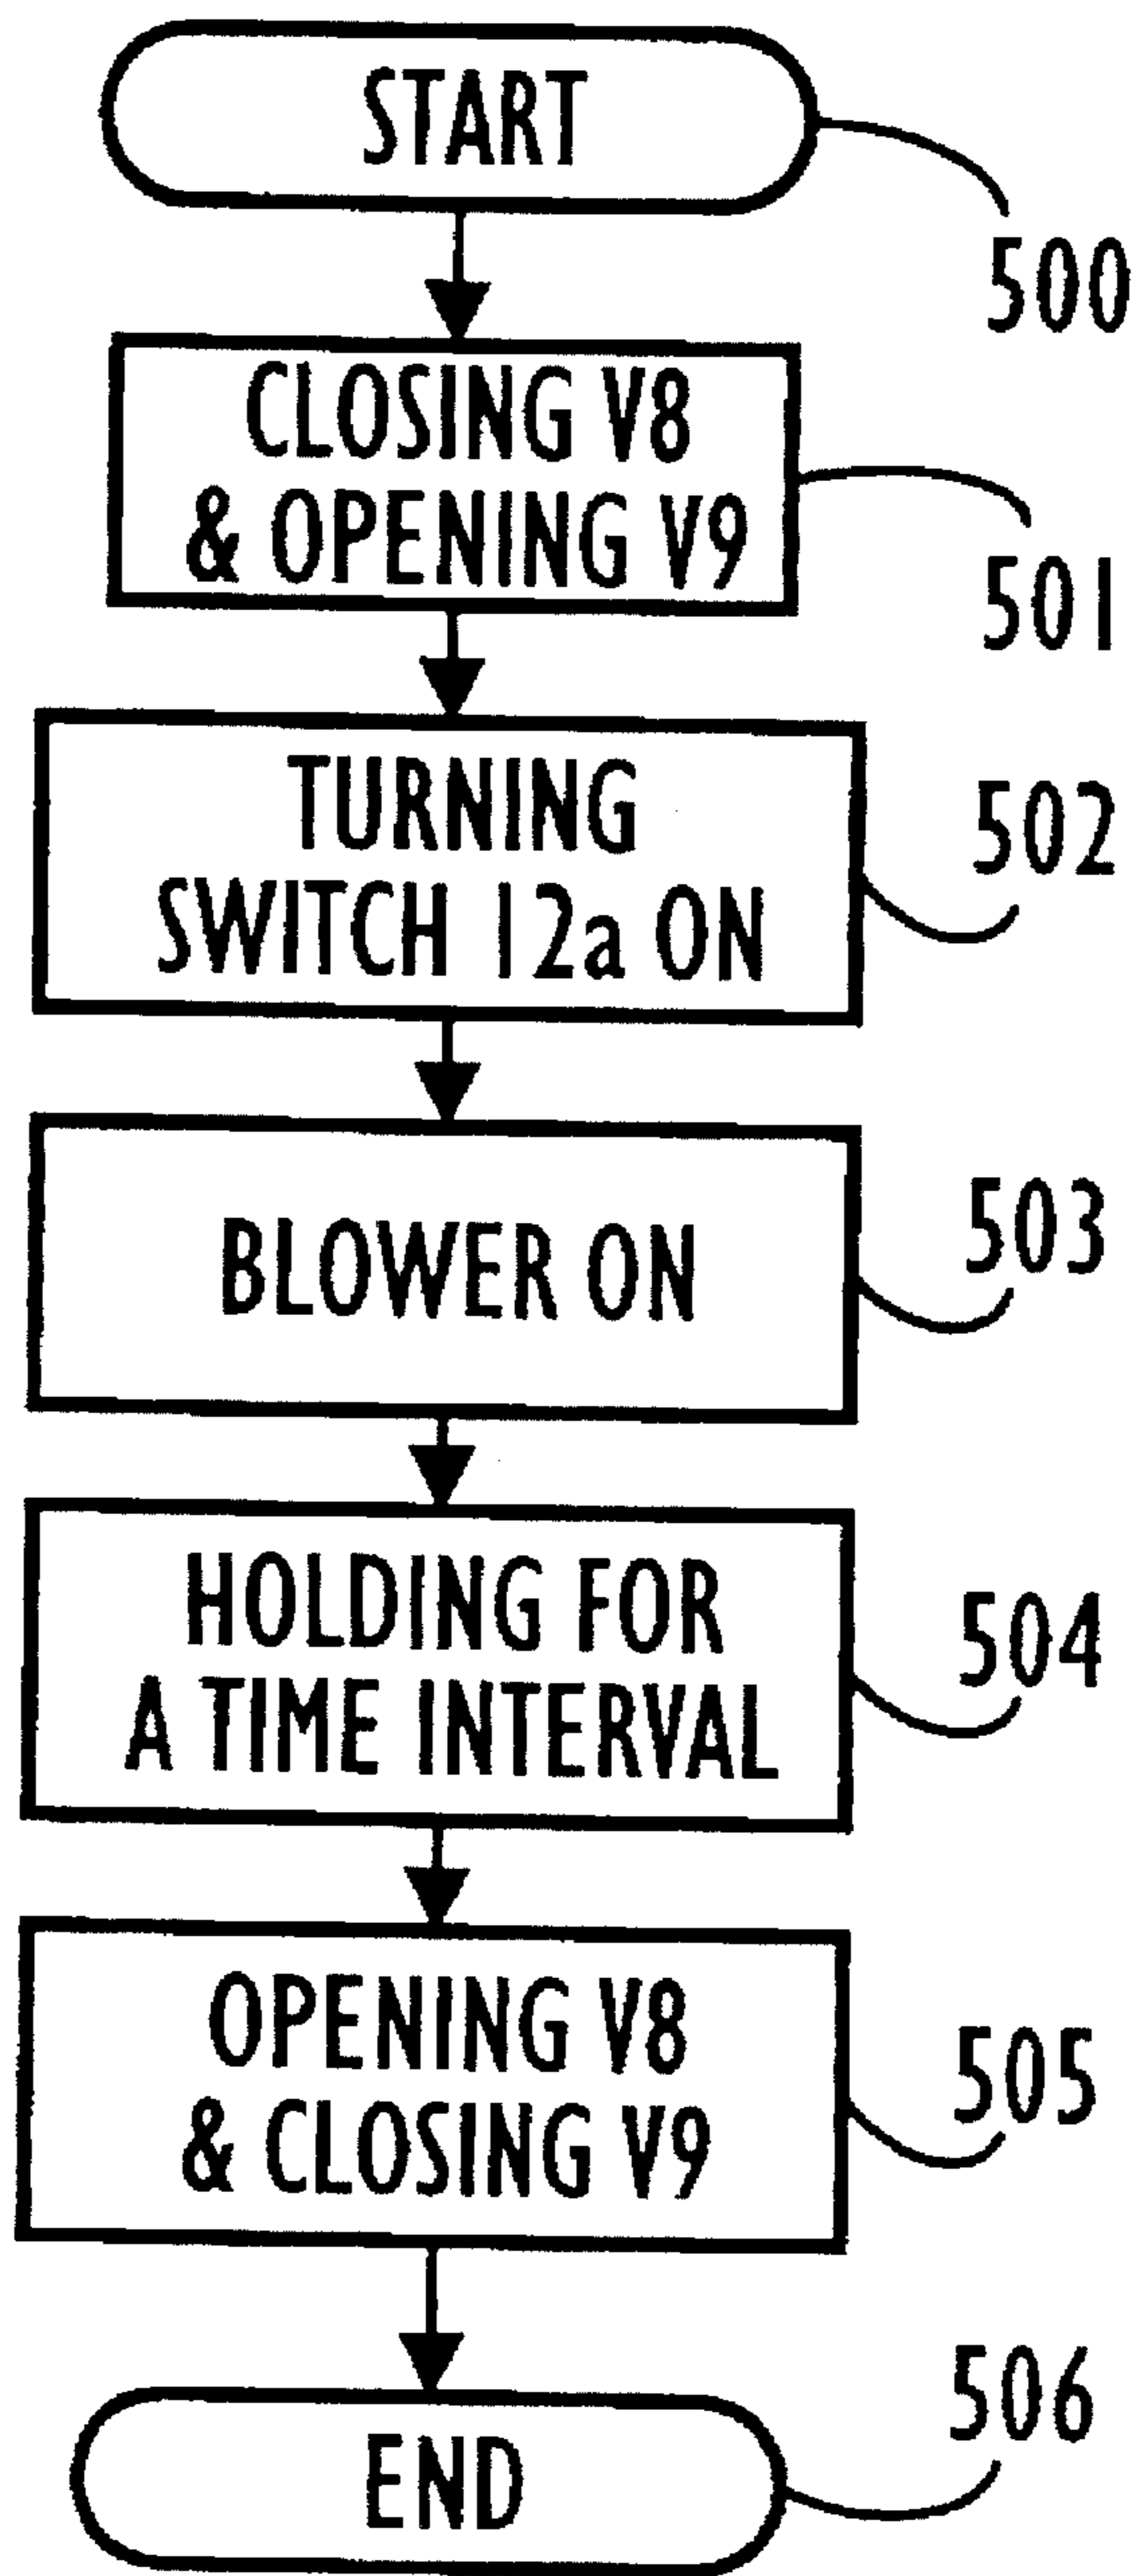 START
500
CLOSING V8
& OPENING V9
501
TURNING
SWITCH 12a ON
502
BLOWER ON
503
HOLDING FOR
A TIME INTERVAL
504
OPENING V8
& CLOSING V9
505
END
506